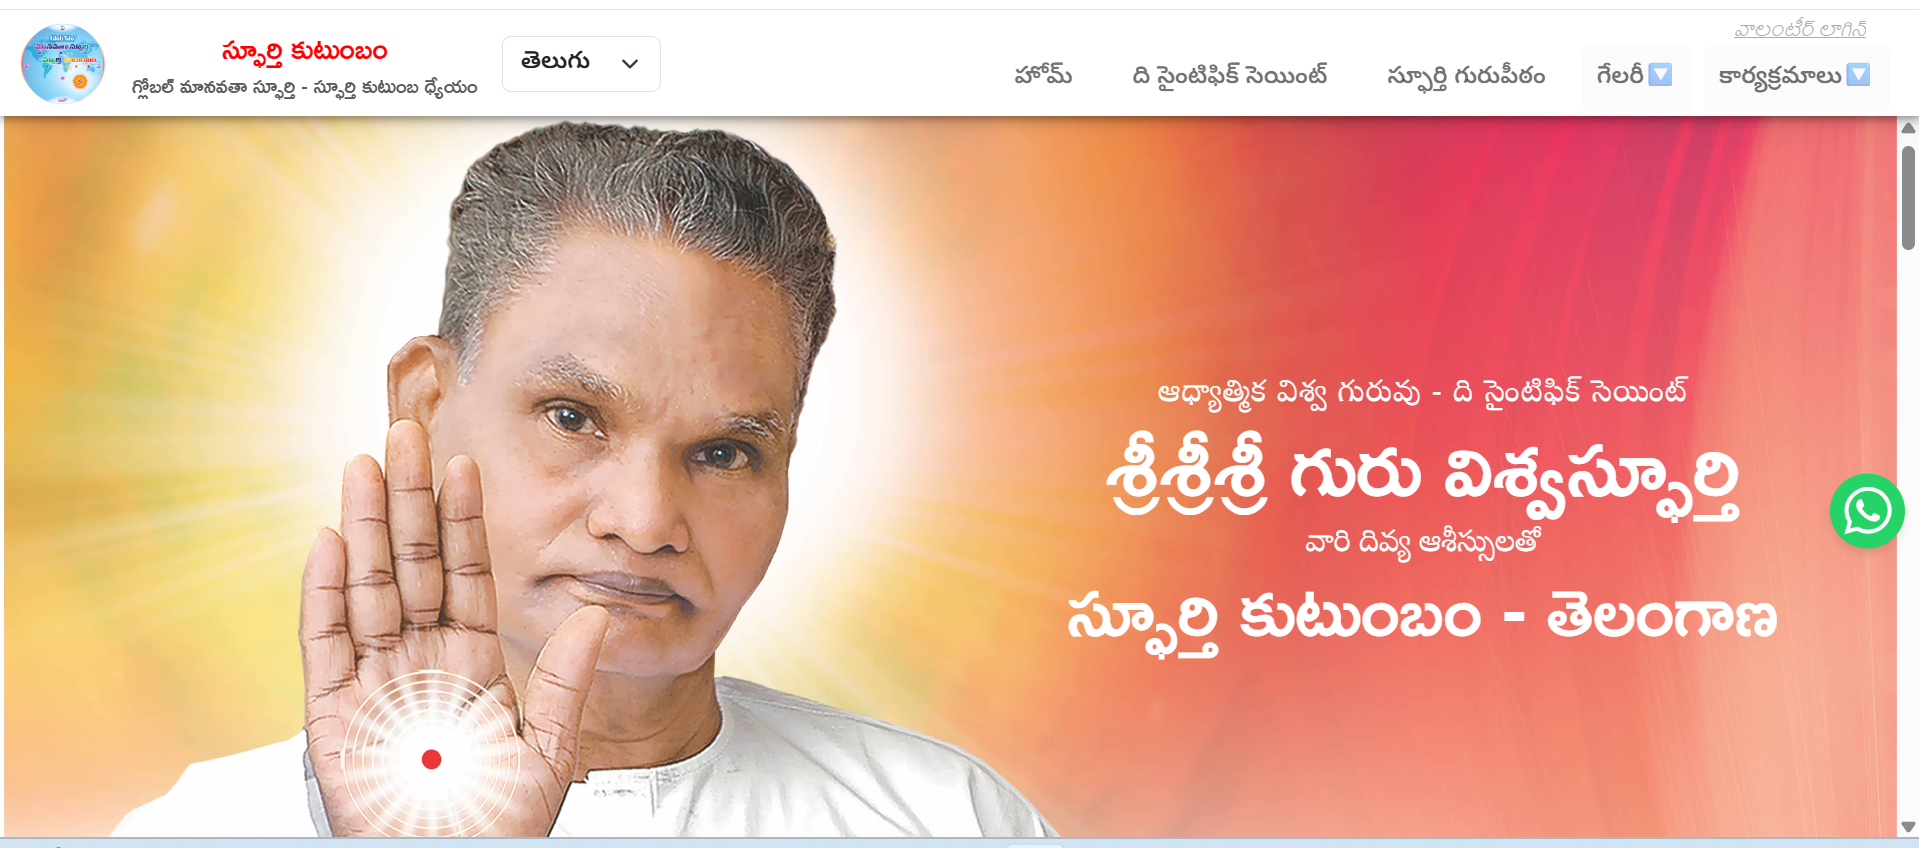 వాలంటీర్ లాగిన్
స్ఫూర్తి కుటుంబం
గ్లోబల్ మానవతా స్ఫూర్తి - స్ఫూర్తి కుటుంబ ధ్యేయం
తెలుగు
హోమ్
ది సైంటిఫిక్ సెయింట్
స్ఫూర్తి గురుపీఠం
గేలరీ🔽
కార్యక్రమాలు🔽
ఆధ్యాత్మిక విశ్వ గురువు - ది సైంటిఫిక్ సెయింట్
శ్రీశ్రీశ్రీ గురు విశ్వస్ఫూర్తి
వారి దివ్య ఆశీస్సులతో
స్ఫూర్తి కుటుంబం - తెలంగాణ